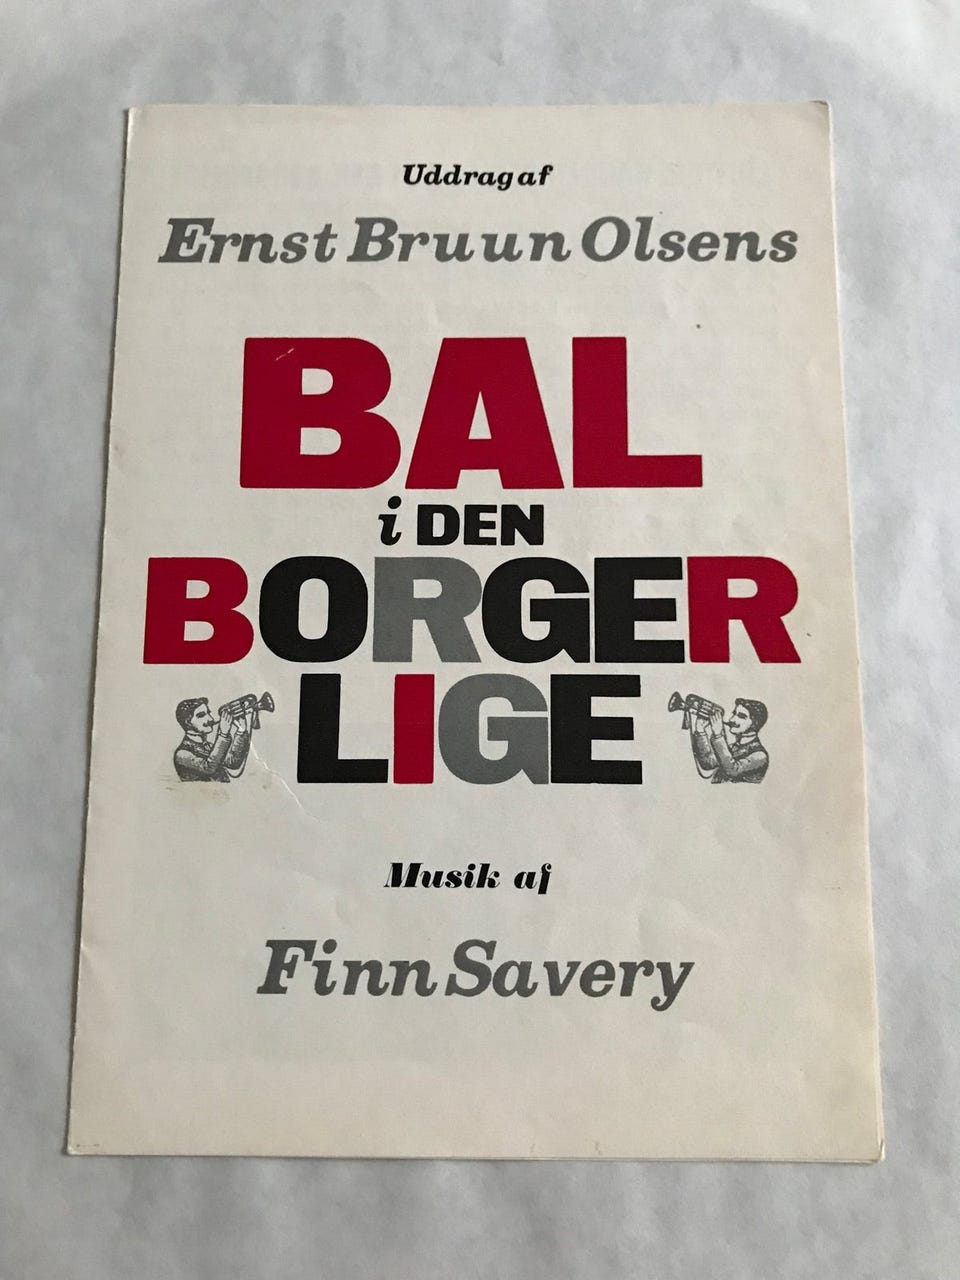 Uddrag af
Ernst Bruun Olsens
BAL
i DEN
BORGER
LIGE
Musik af
Finn Savery